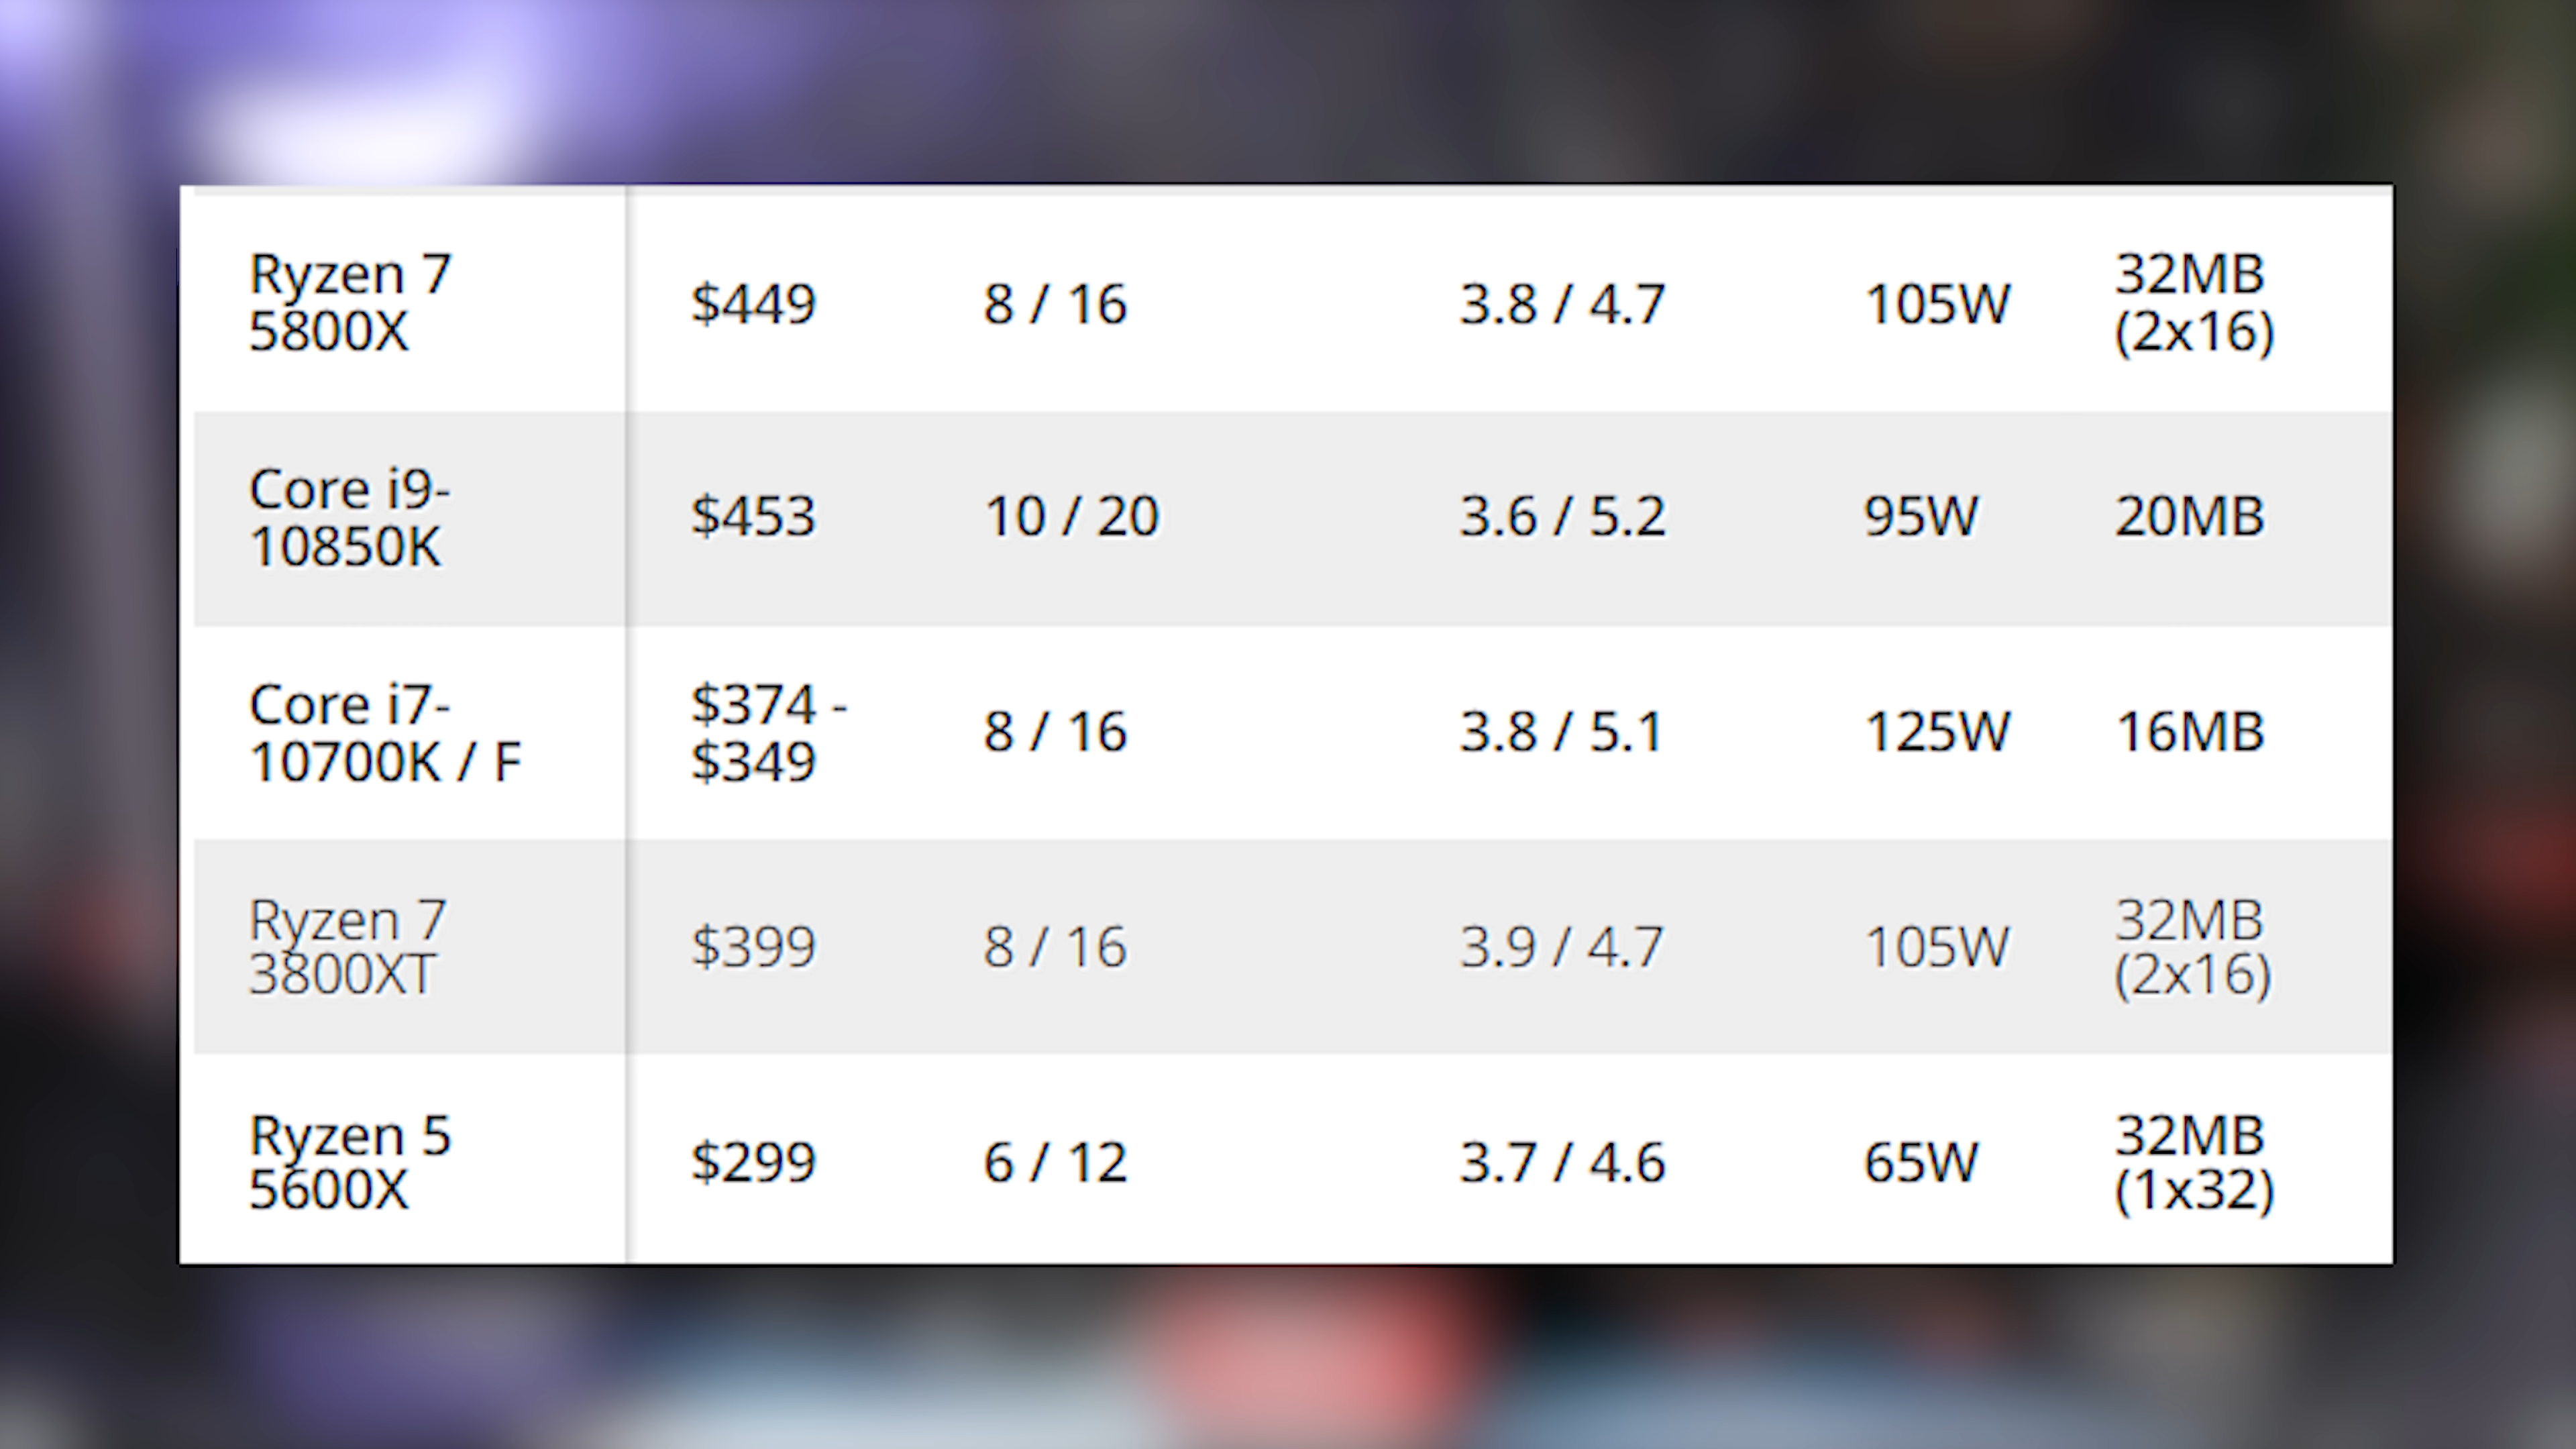 Ryzen 7
5800X
$449
8 / 16
3.8 / 4.7
105W
32MB
(2x16)
Core i9-
10850K
$453
10 / 20
3.6 / 5.2
95W
20MB
Core i7-
10700K / F
$374 -
$349
8 / 16
3.8 / 5.1
125W
16MB
Ryzen 7
3800XT
$399
8 / 16
3.9 / 4.7
105W
32MB
(2x16)
Ryzen 5
5600X
$299
6 / 12
3.7 / 4.6
65W
32MB
(1x32)